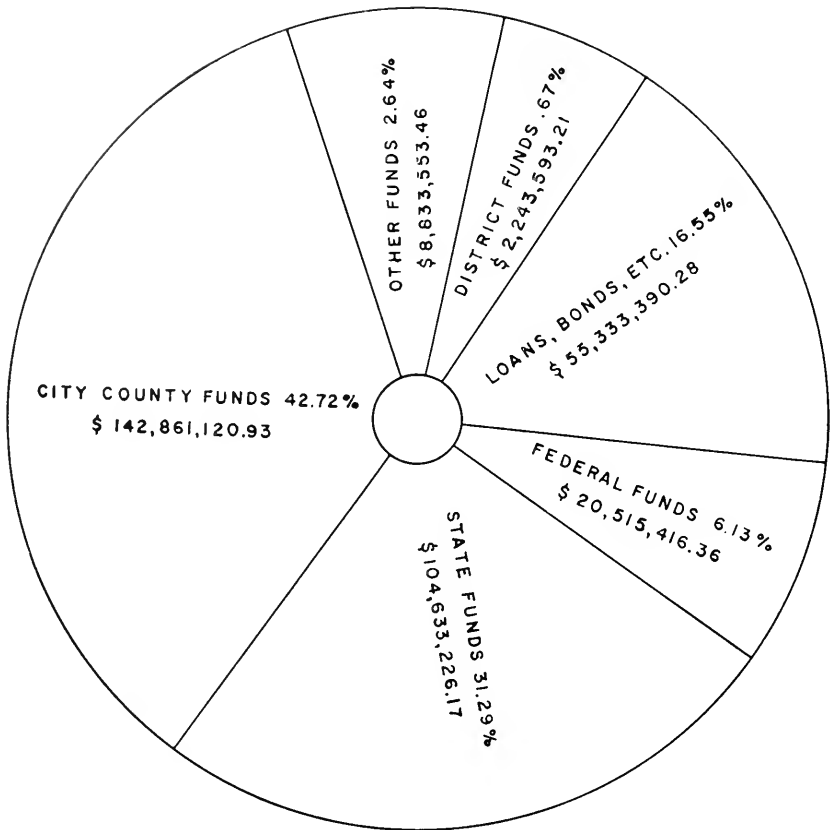 OTHER FUNDS 2.64%
$ 8,833,553.46
DISTRICT FUNDS .67%
$ 2,243,593.21
LOANS, BONDS, ETC. 16.55%
$ 55,333,390.28
CITY COUNTY FUNDS 42.72%
$ 142,861,120.93
FEDERAL FUNDS 6.13%
$ 20,515,416.36
STATE FUNDS 31.29%
$ 104,633,226.17